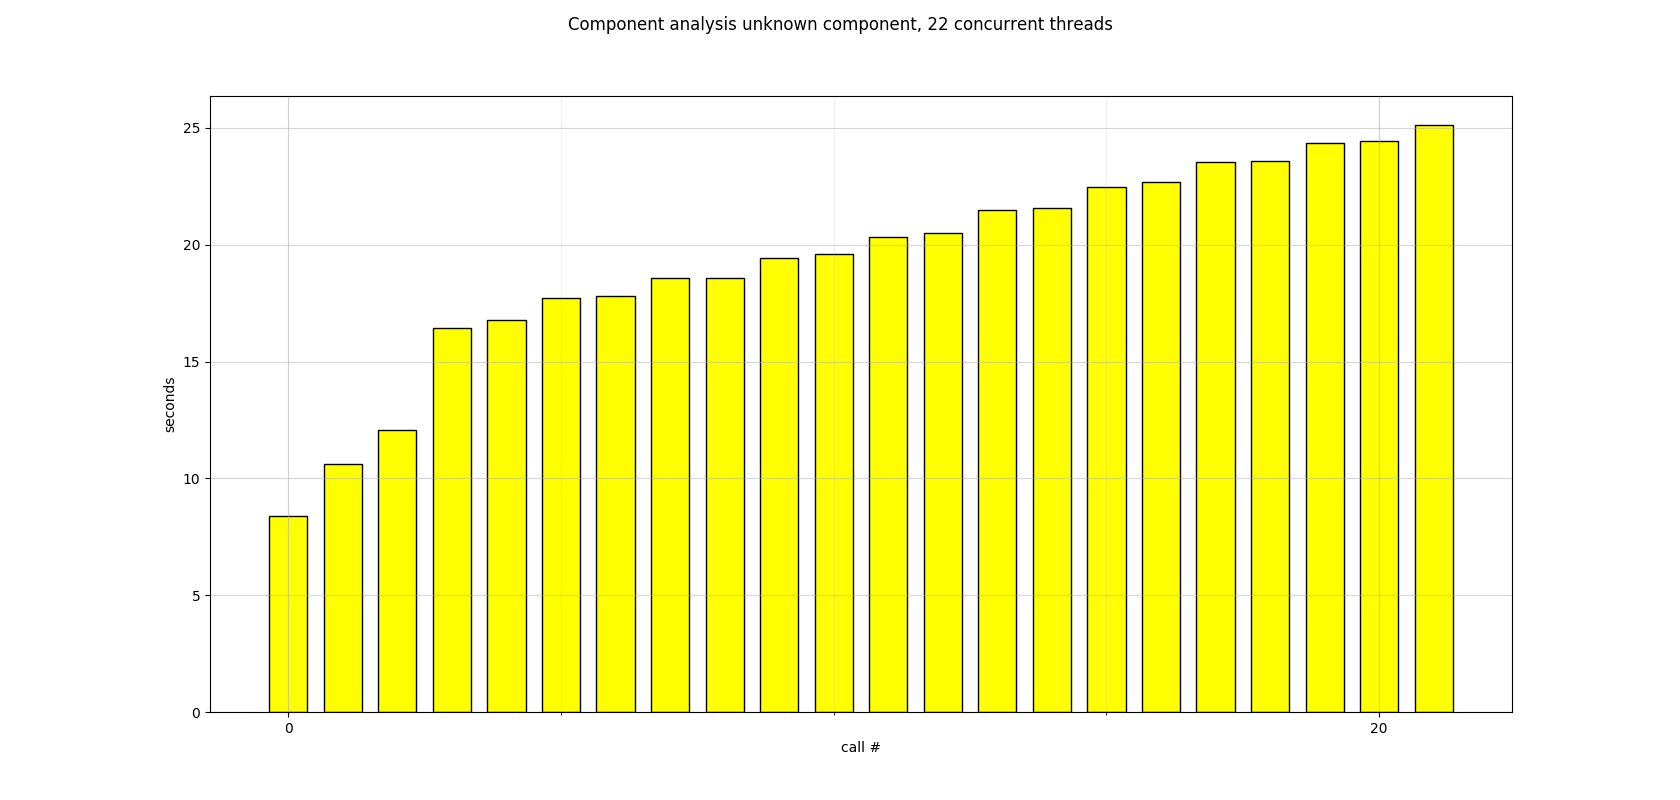 Component analysis unknown component, 22 concurrent threads
25
20
15
10
5
0
seconds
0 20
call #